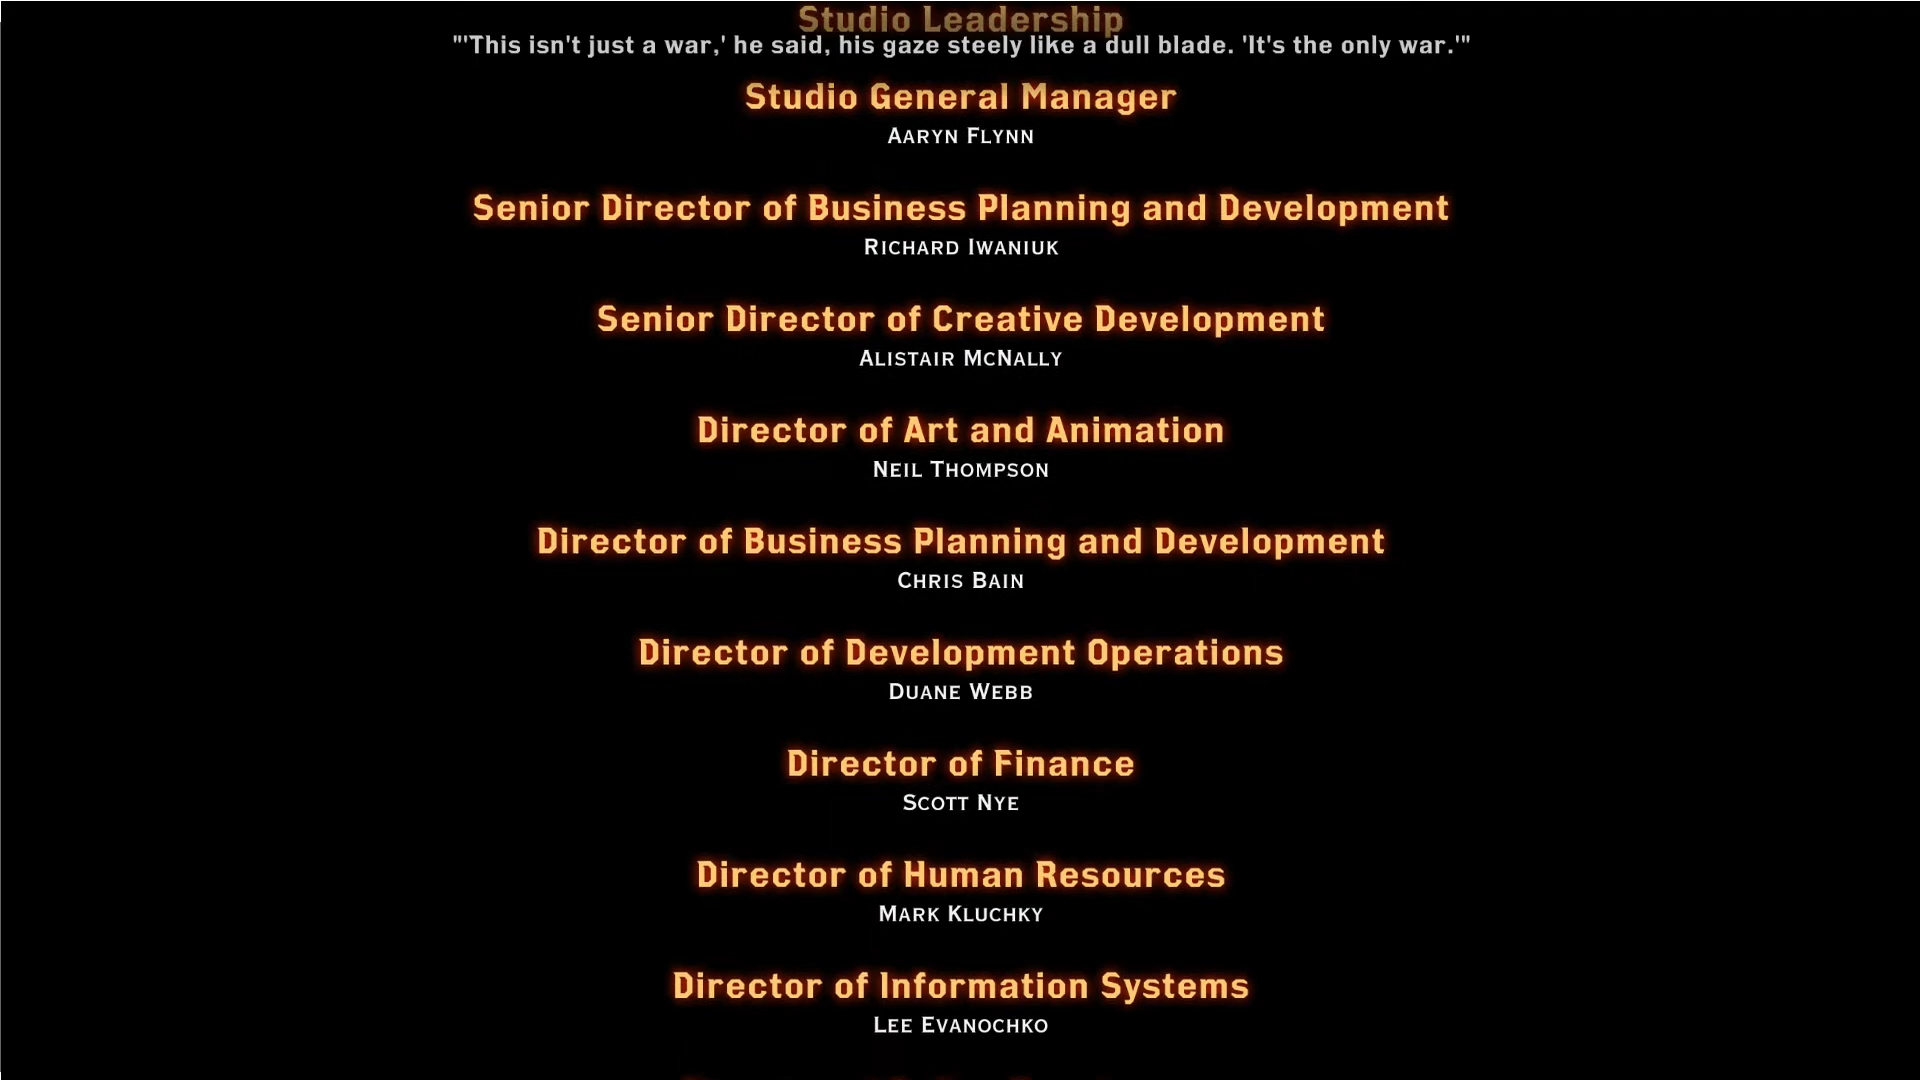 Studio Leadership
"'This isn't just a war,' he said, his gaze steely like a dull blade. 'It's the only war.'"
Studio General Manager
Aaryn Flynn
Senior Director of Business Planning and Development
Richard Iwaniuk
Senior Director of Creative Development
Alistair McNally
Director of Art and Animation
Neil Thompson
Director of Business Planning and Development
Chris Bain
Director of Development Operations
Duane Webb
Director of Finance
Scott Nye
Director of Human Resources
Mark Kluchky
Director of Information Systems
Lee Evanochko